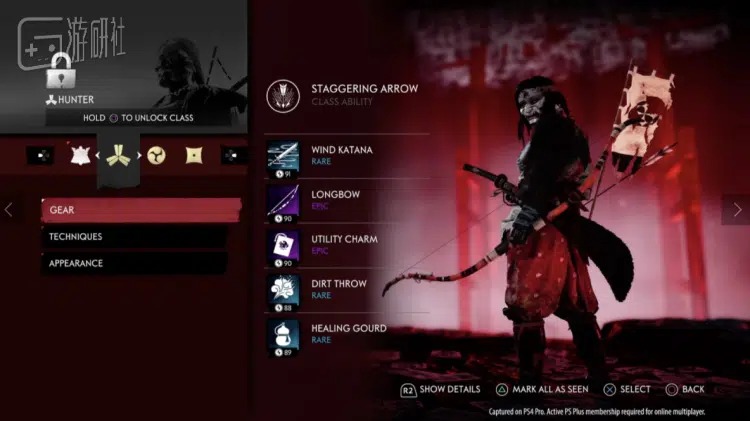 游研社
HUNTER
HOLD TO UNLOCK CLASS
GEAR
TECHNIQUES
APPEARANCE
STAGGERING ARROW
CLASS ABILITY
WIND KATANA
RARE
91
LONGBOW
EPIC
90
UTILITY CHARM
EPIC
90
DIRT THROW
RARE
88
HEALING GOURD
RARE
89
R2 SHOW DETAILS MARK ALL AS SEEN SELECT BACK
Captured on PS4 Pro. Active PS Plus membership required for online multiplayer.